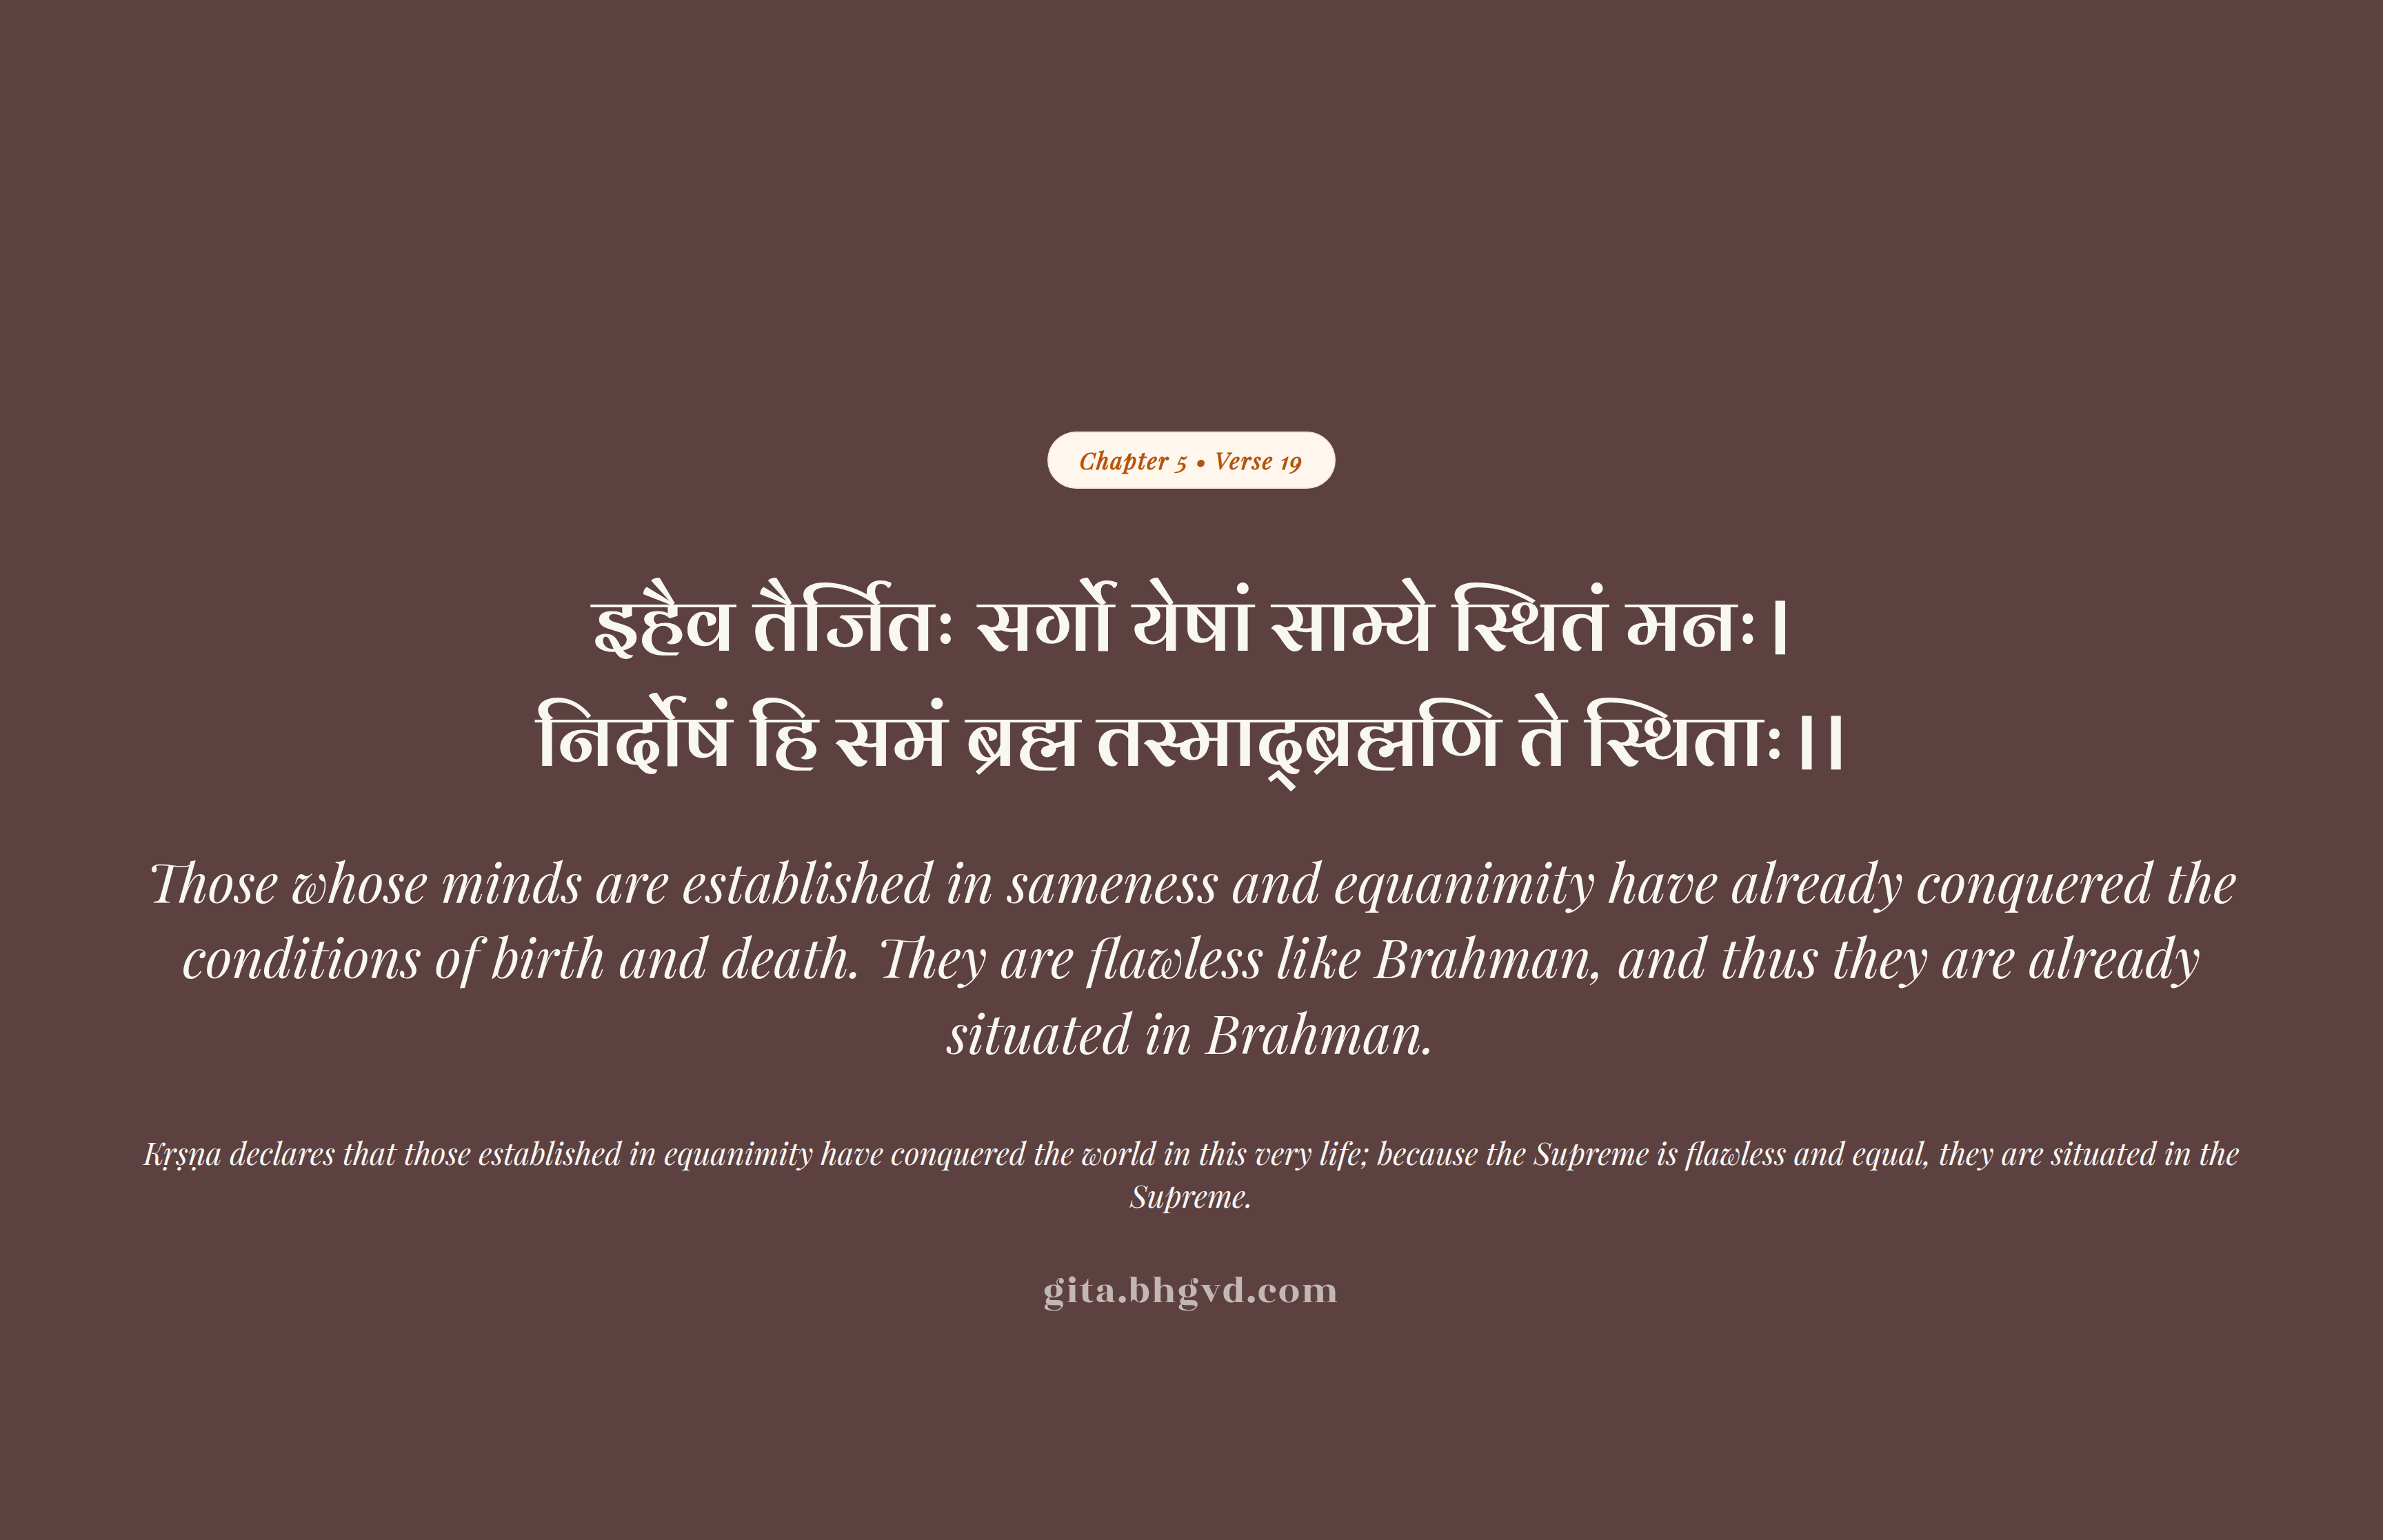 Chapter 5 • Verse 19
इहैव तैर्जितः सर्गो येषां साम्ये स्थितं मनः।
निर्दोषं हि समं ब्रह्म तस्माद्ब्रह्मणि ते स्थिताः।।
Those whose minds are established in sameness and equanimity have already conquered the
conditions of birth and death. They are flawless like Brahman, and thus they are already
situated in Brahman.
Kṛṣṇa declares that those established in equanimity have conquered the world in this very life; because the Supreme is flawless and equal, they are situated in the
Supreme.
gita.bhgvd.com